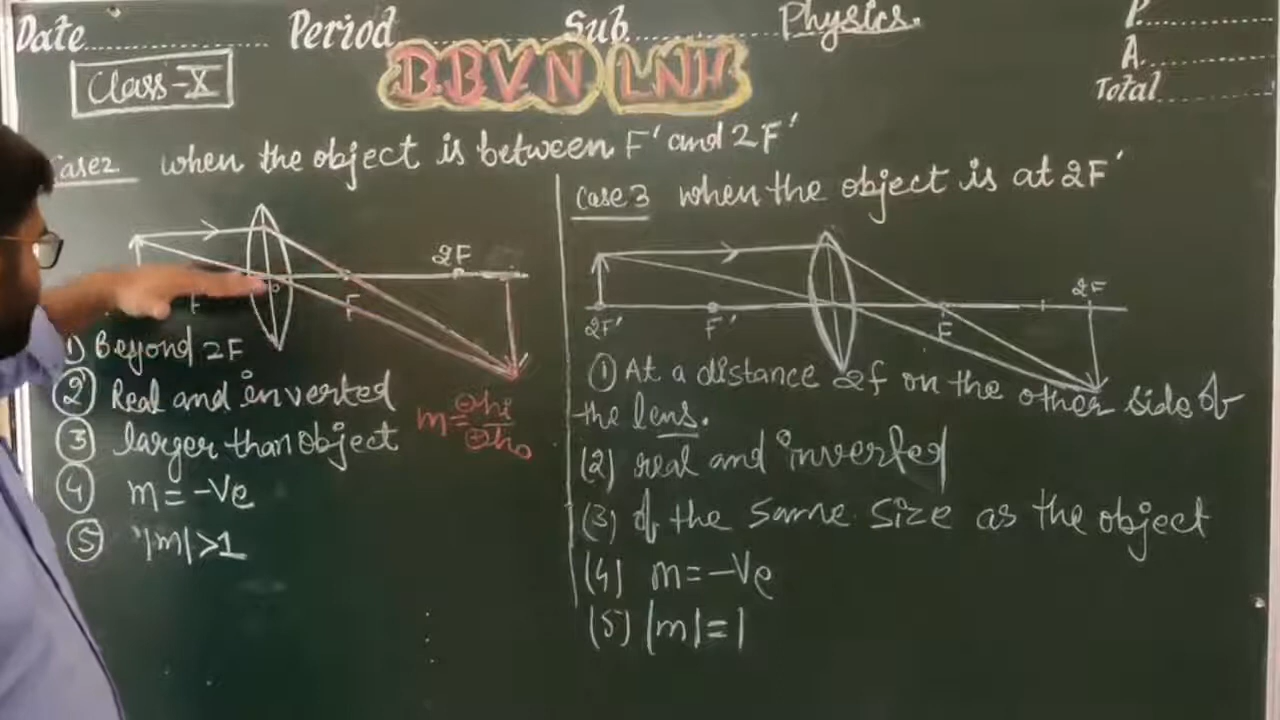 Date Period Sub Physics. P.
A.
Total
Class-X
BBVN LNH
Case2 when the object is between F' and 2F'
2F
F
F
1) Beyond 2F
(2) Real and inverted
(3) larger than object
m = ⊖hi/⊖ho
(4) m = -Ve
(5) |m| > 1
Case 3 when the object is at 2F'
2F
2F' F' F
(1) At a distance 2f on the other side of
the lens.
(2) real and inverted
(3) of the same size as the object
(4) m = -Ve
(5) |m| = 1